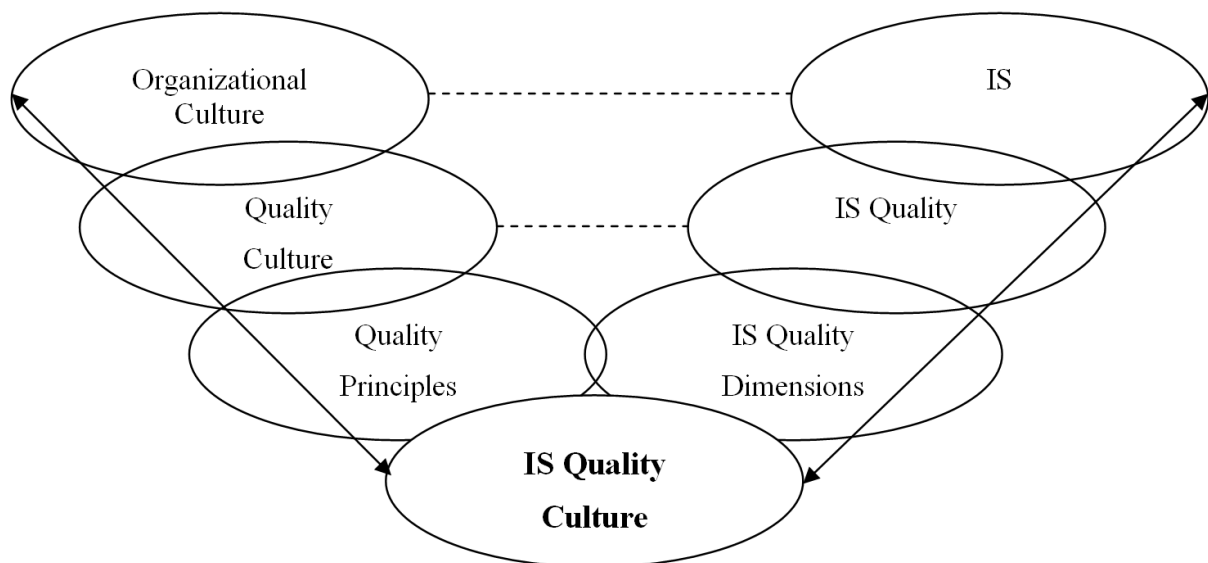 Organizational
Culture
IS
Quality
Culture
IS Quality
Quality
Principles
IS Quality
Dimensions
IS Quality
Culture